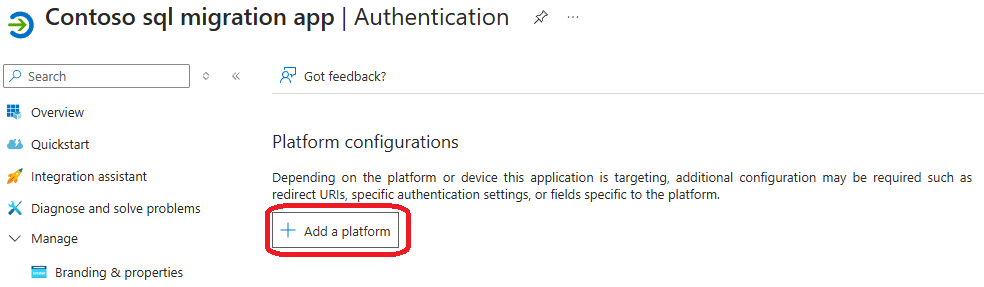 Contoso sql migration app | Authentication
Search
Got feedback?
Overview
Quickstart
Integration assistant
Diagnose and solve problems
Manage
Branding & properties
Platform configurations
Depending on the platform or device this application is targeting, additional configuration may be required such as
redirect URIs, specific authentication settings, or fields specific to the platform.
Add a platform